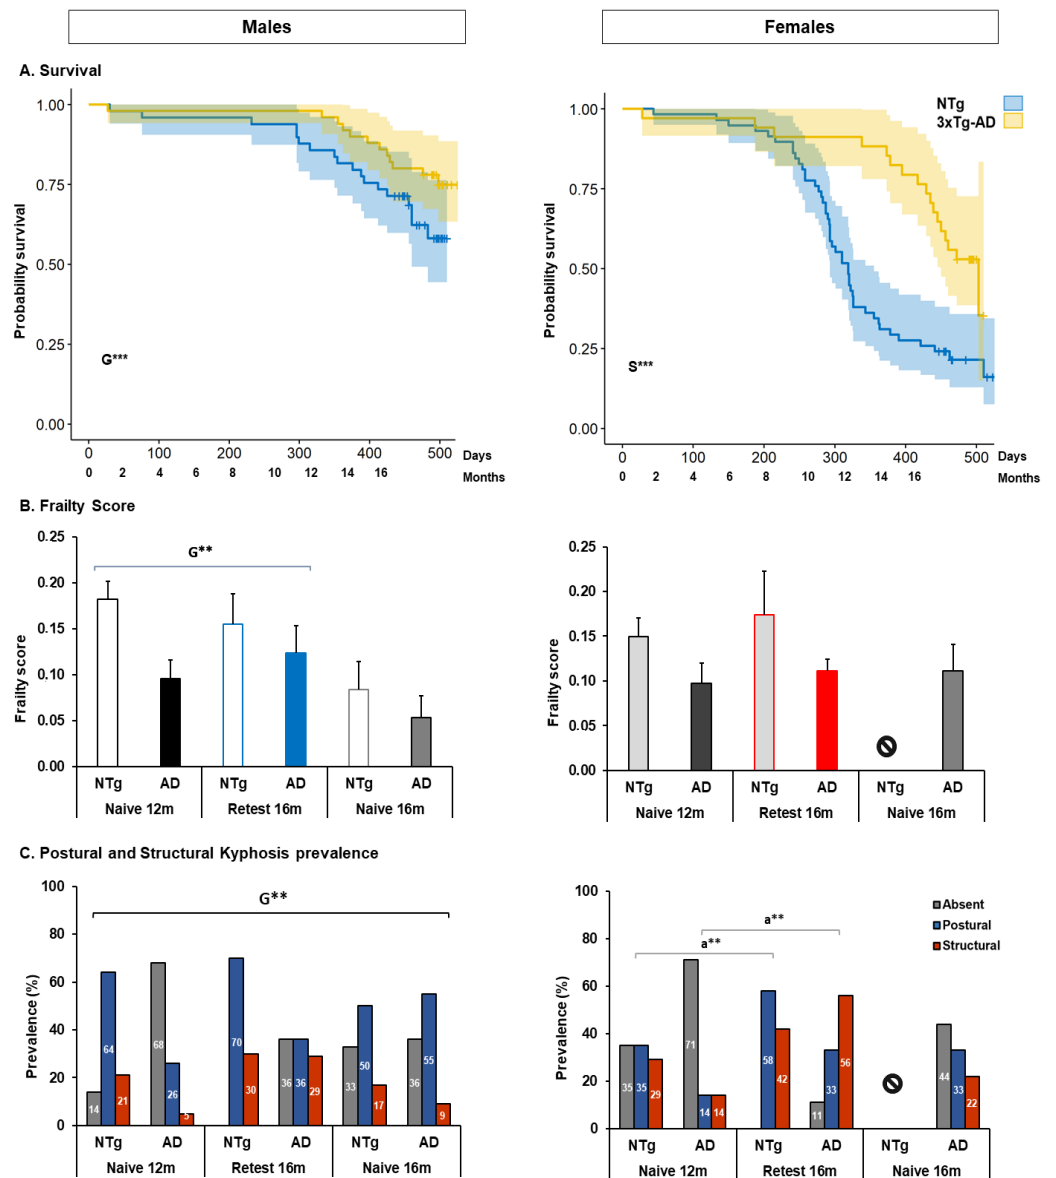 Males
Females
A. Survival
1.00
0.75
0.50
0.25
0.00
Probability survival
G***
0 100 200 300 400 500 Days
0 2 4 6 8 10 12 14 16 Months
NTg
3xTg-AD
1.00
0.75
0.50
0.25
0.00
Probability survival
S***
0 100 200 300 400 500 Days
0 2 4 6 8 10 12 14 16 Months
B. Frailty Score
0.25
0.20
0.15
0.10
0.05
0.00
Frailty score
G**
NTg AD NTg AD NTg AD
Naive 12m Retest 16m Naive 16m
0.25
0.20
0.15
0.10
0.05
0.00
Frailty score
NTg AD NTg AD NTg AD
Naive 12m Retest 16m Naive 16m
C. Postural and Structural Kyphosis prevalence
100
80
60
40
20
0
Prevalence (%)
G**
14 64 21 68 26 5 70 30 36 36 29 33 50 17 36 55 9
NTg AD NTg AD NTg AD
Naive 12m Retest 16m Naive 16m
100
80
60
40
20
0
Prevalence (%)
Absent
Postural
Structural
a**
a**
35 35 29 71 14 14 58 42 11 33 56 44 33 22
NTg AD NTg AD NTg AD
Naive 12m Retest 16m Naive 16m